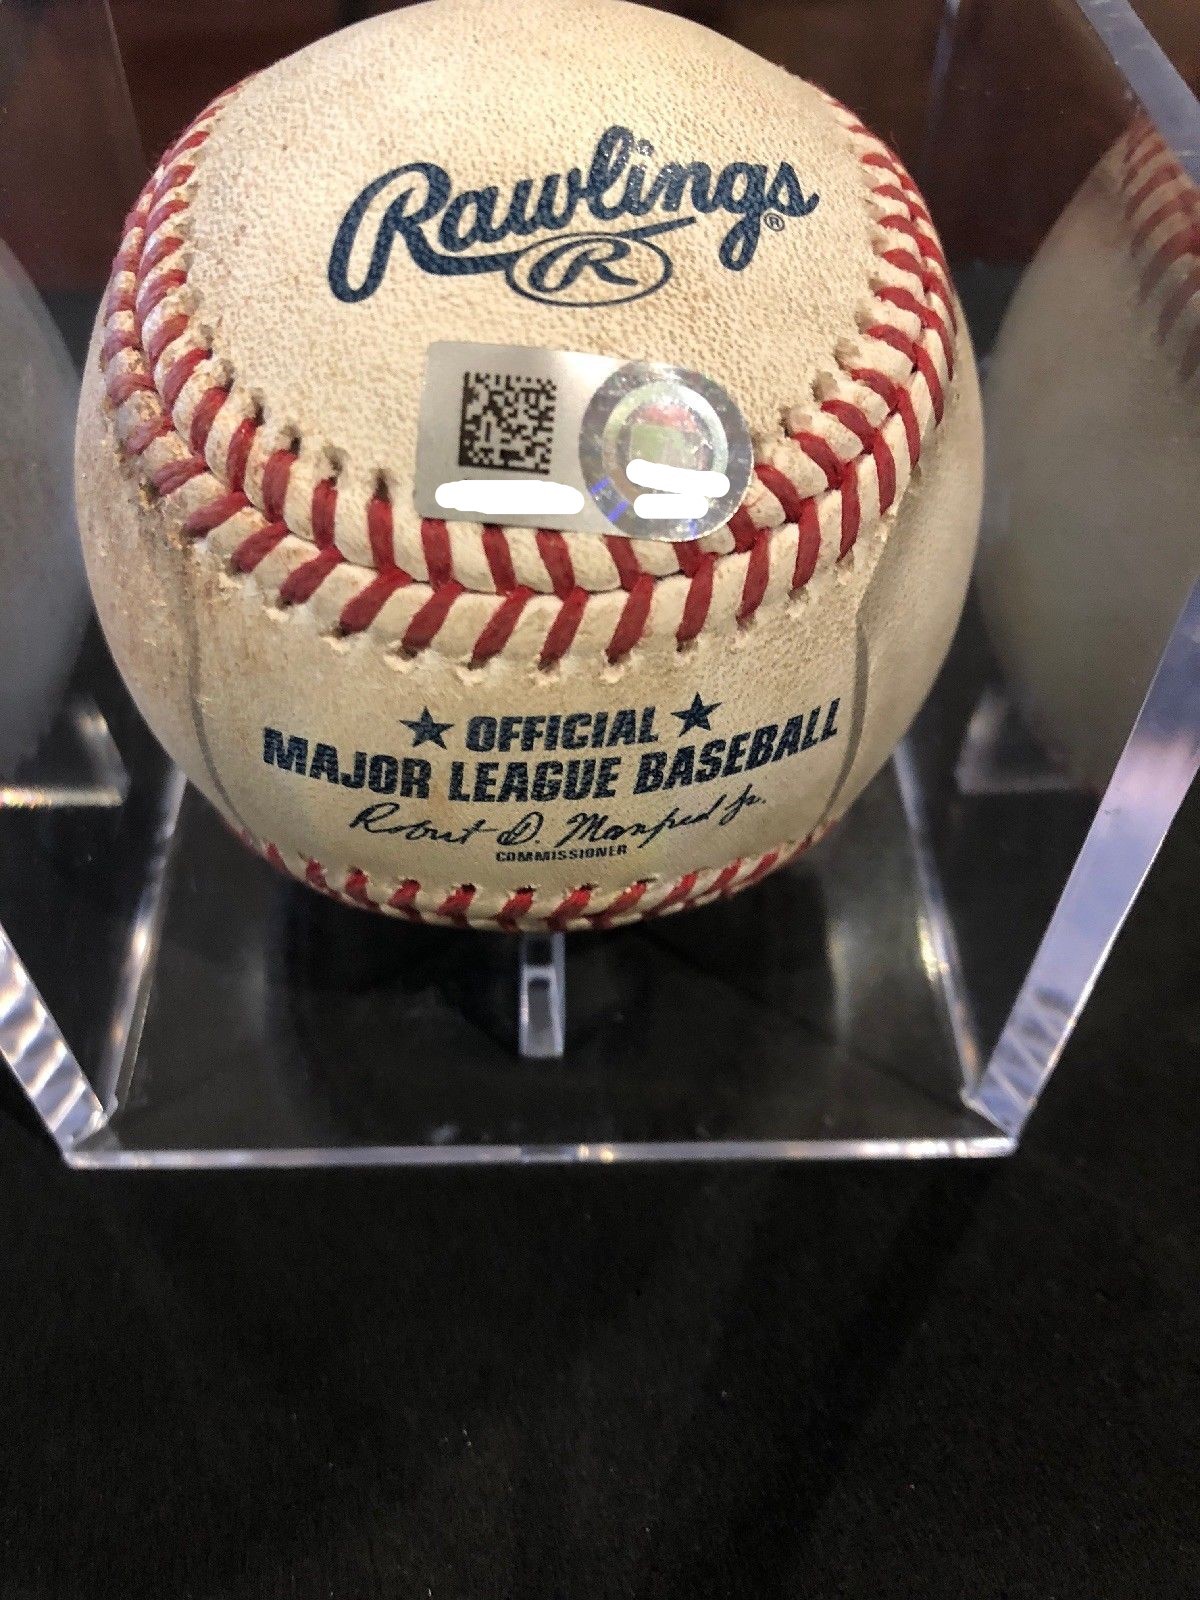 Rawlings®
R
★ OFFICIAL ★
MAJOR LEAGUE BASEBALL
Robert D. Manfred Jr.
COMMISSIONER